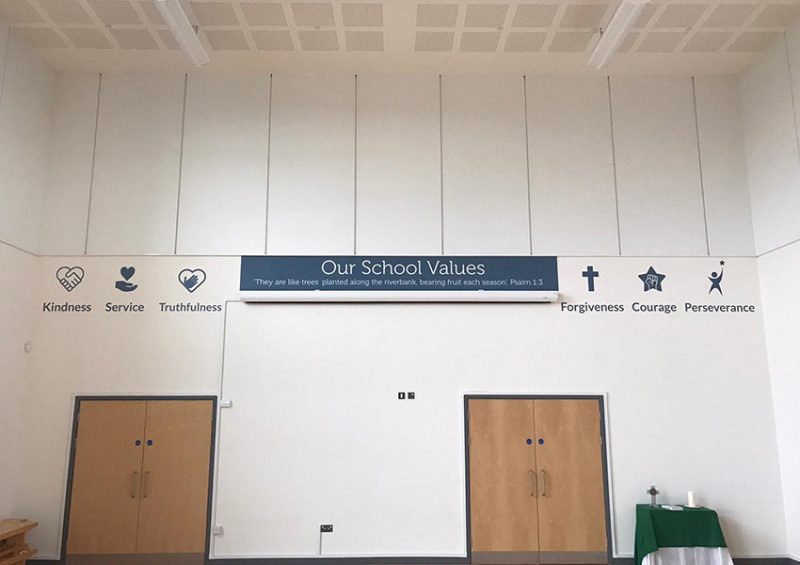 Our School Values
'They are like trees planted along the riverbank, bearing fruit each season'. Psalm 1:3
Kindness Service Truthfulness
Forgiveness Courage Perseverance